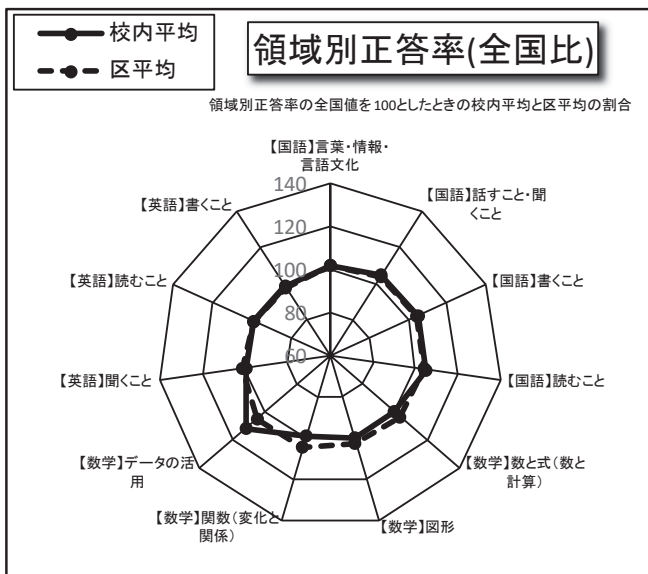 校内平均
区平均
領域別正答率(全国比)
領域別正答率の全国値を100としたときの校内平均と区平均の割合
【国語】言葉・情報・
言語文化
【国語】話すこと・聞
くこと
【国語】書くこと
【国語】読むこと
【数学】数と式(数と
計算)
【数学】図形
【数学】関数(変化と
関係)
【数学】データの活
用
【英語】聞くこと
【英語】読むこと
【英語】書くこと
140
120
100
80
60